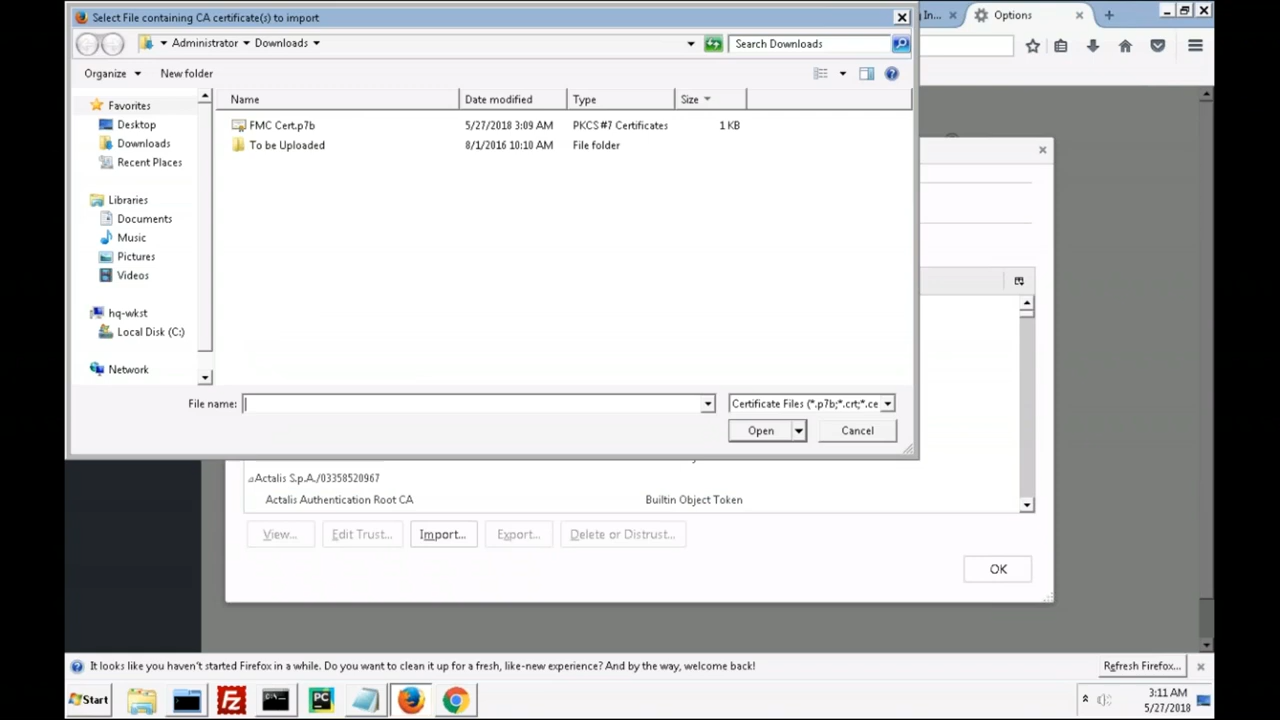 Select File containing CA certificate(s) to import
In...
Options
Administrator
Downloads
Search Downloads
Organize
New folder
Name
Date modified
Type
Size
Favorites
Desktop
Downloads
Recent Places
Libraries
Documents
Music
Pictures
Videos
hq-wkst
Local Disk (C:)
Network
FMC Cert.p7b
5/27/2018 3:09 AM
PKCS #7 Certificates
1 KB
To be Uploaded
8/1/2016 10:10 AM
File folder
File name:
Certificate Files (*.p7b;*.crt;*.ce
Open
Cancel
Actalis S.p.A./03358520967
Actalis Authentication Root CA
Builtin Object Token
View...
Edit Trust...
Import...
Export...
Delete or Distrust...
OK
It looks like you haven't started Firefox in a while. Do you want to clean it up for a fresh, like-new experience? And by the way, welcome back!
Refresh Firefox...
Start
PC
3:11 AM
5/27/2018